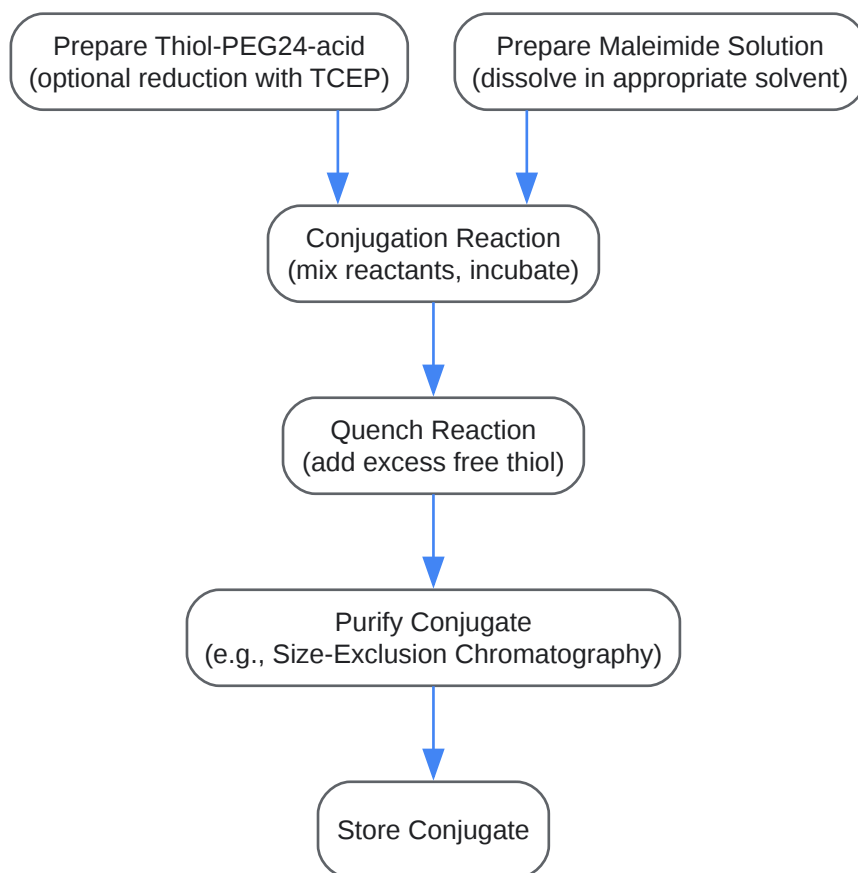 Prepare Thiol-PEG24-acid
(optional reduction with TCEP)
Prepare Maleimide Solution
(dissolve in appropriate solvent)
Conjugation Reaction
(mix reactants, incubate)
Quench Reaction
(add excess free thiol)
Purify Conjugate
(e.g., Size-Exclusion Chromatography)
Store Conjugate